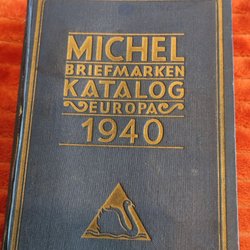 MICHEL
BRIEFMARKEN
KATALOG
EUROPA
1940